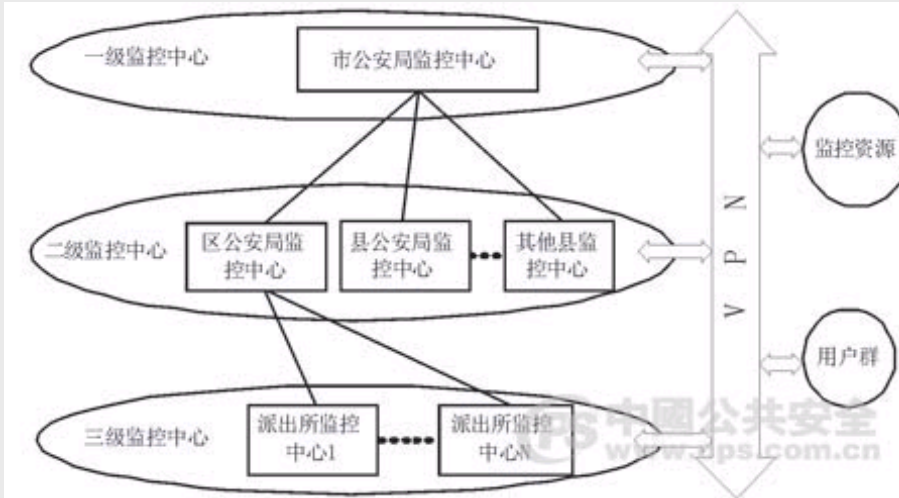 一级监控中心
市公安局监控中心
监控资源
二级监控中心
区公安局监
控中心
县公安局监
控中心
其他县监
控中心
VPN
用户群
三级监控中心
派出所监控
中心1
派出所监控
中心N
中國公共安全
www.cps.com.cn